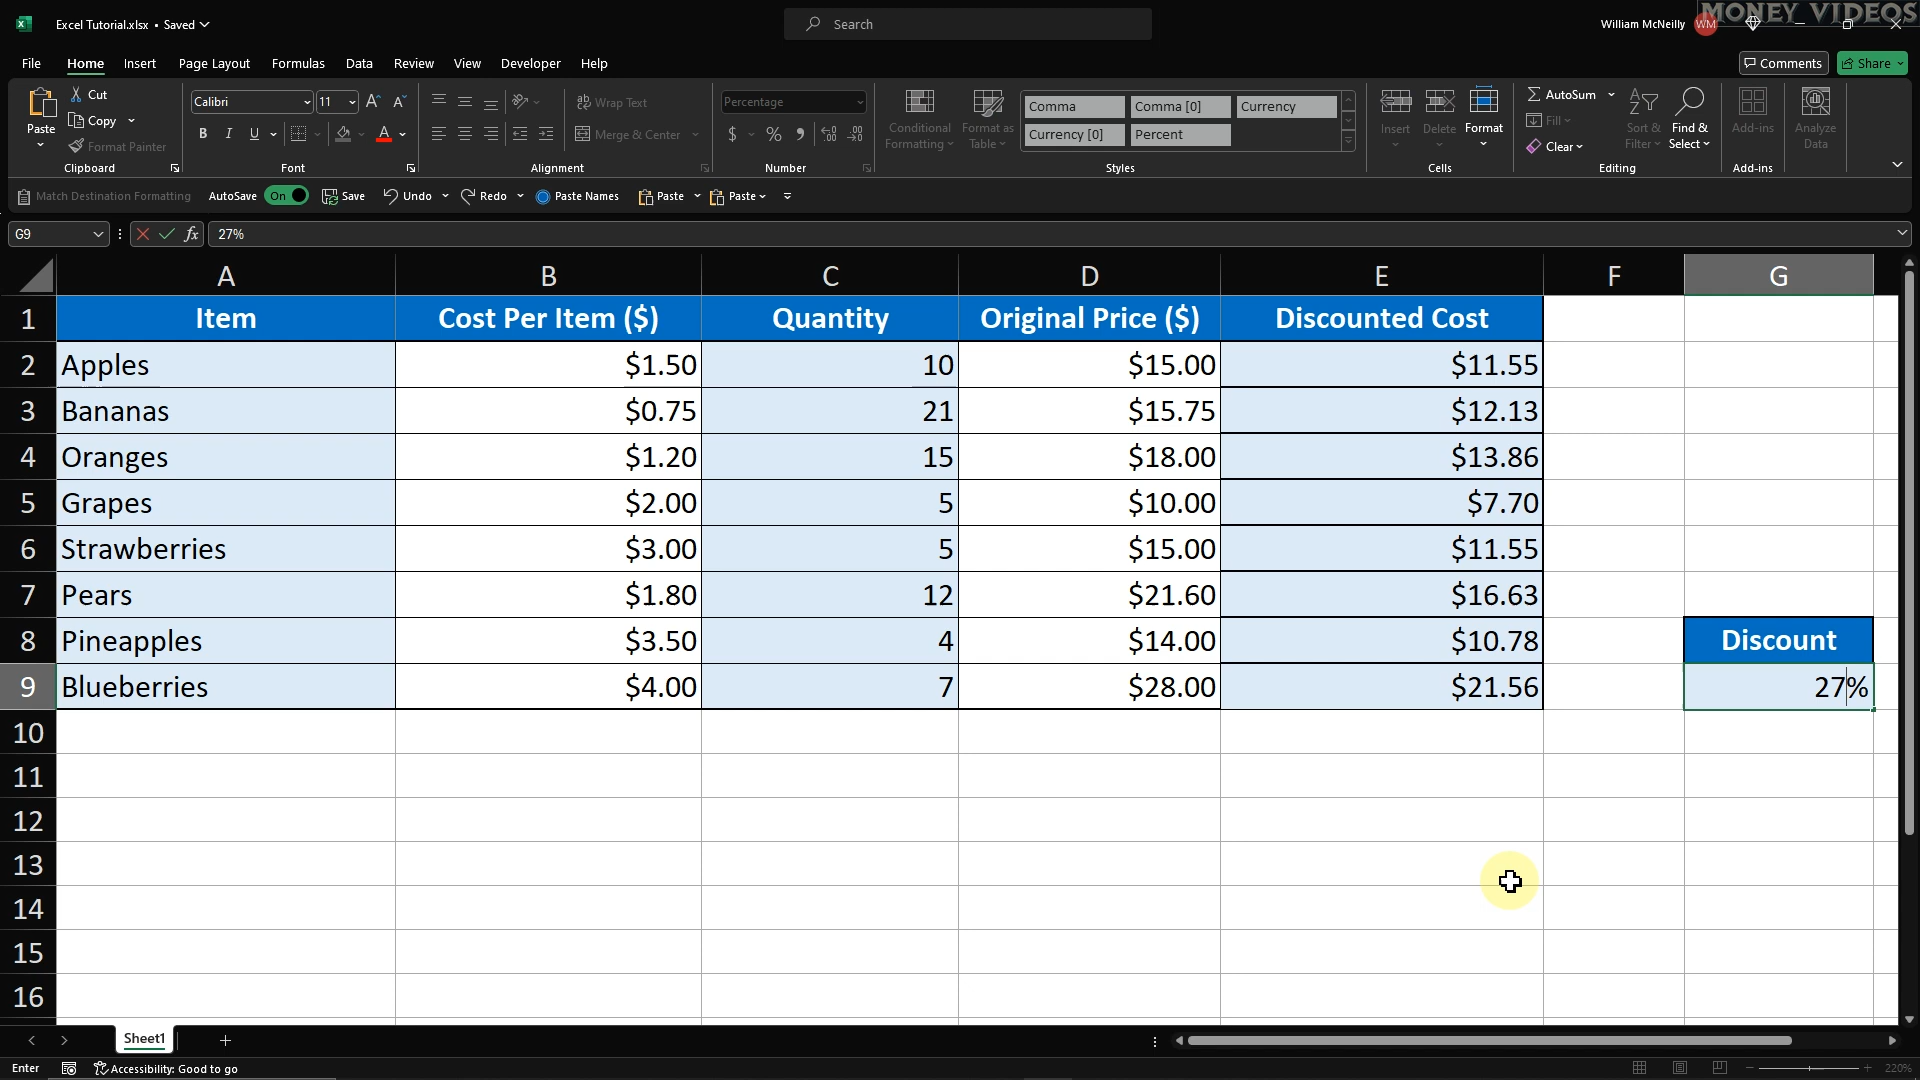 Excel Tutorial.xlsx • Saved
Search
William McNeilly WM
MONEY VIDEOS
File Home Insert Page Layout Formulas Data Review View Developer Help
Comments Share
Paste
Cut
Copy
Format Painter
Clipboard
Calibri 11
B I U A
Font
ab Wrap Text
Merge & Center
Alignment
Percentage
$ % 9
Number
Conditional Formatting
Format as Table
Comma Comma [0] Currency
Currency [0] Percent
Styles
Insert Delete Format
Cells
AutoSum
Fill
Clear
Sort & Filter
Find & Select
Editing
Add-ins
Add-ins
Analyze Data
Match Destination Formatting AutoSave On Save Undo Redo Paste Names Paste Paste
G9 fx 27%
A B C D E F G
1 Item Cost Per Item ($) Quantity Original Price ($) Discounted Cost
2 Apples $1.50 10 $15.00 $11.55
3 Bananas $0.75 21 $15.75 $12.13
4 Oranges $1.20 15 $18.00 $13.86
5 Grapes $2.00 5 $10.00 $7.70
6 Strawberries $3.00 5 $15.00 $11.55
7 Pears $1.80 12 $21.60 $16.63
8 Pineapples $3.50 4 $14.00 $10.78 Discount
9 Blueberries $4.00 7 $28.00 $21.56 27%
10
11
12
13
14
15
16
Sheet1
Enter Accessibility: Good to go 220%